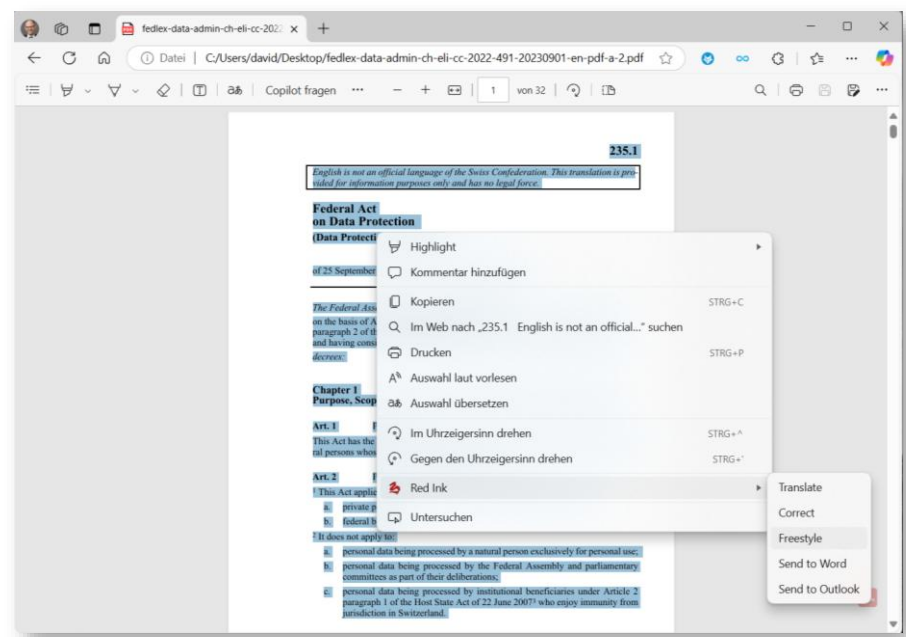 fedlex-data-admin-ch-eli-cc-2022
Datei | C:/Users/david/Desktop/fedlex-data-admin-ch-eli-cc-2022-491-20230901-en-pdf-a-2.pdf
Copilot fragen
1 von 32
235.1
English is not an official language of the Swiss Confederation. This translation is pro-
vided for information purposes only and has no legal force.
Federal Act
on Data Protection
(Data Protecti
of 25 September
The Federal Ass
on the basis of A
paragraph 2 of th
and having consi
decrees:
Chapter 1
Purpose, Scop
Art. 1
This Act has the
ral persons whos
Art. 2
1 This Act applic
a. private p
b. federal b
2 It does not apply to:
a. personal data being processed by a natural person exclusively for personal use;
b. personal data being processed by the Federal Assembly and parliamentary
committees as part of their deliberations;
c. personal data being processed by institutional beneficiaries under Article 2
paragraph 1 of the Host State Act of 22 June 2007³ who enjoy immunity from
jurisdiction in Switzerland.
Highlight
Kommentar hinzufügen
Kopieren STRG+C
Im Web nach „235.1 English is not an official..." suchen
Drucken STRG+P
Auswahl laut vorlesen
Auswahl übersetzen
Im Uhrzeigersinn drehen STRG+^
Gegen den Uhrzeigersinn drehen STRG+'
Red Ink
Untersuchen
Translate
Correct
Freestyle
Send to Word
Send to Outlook